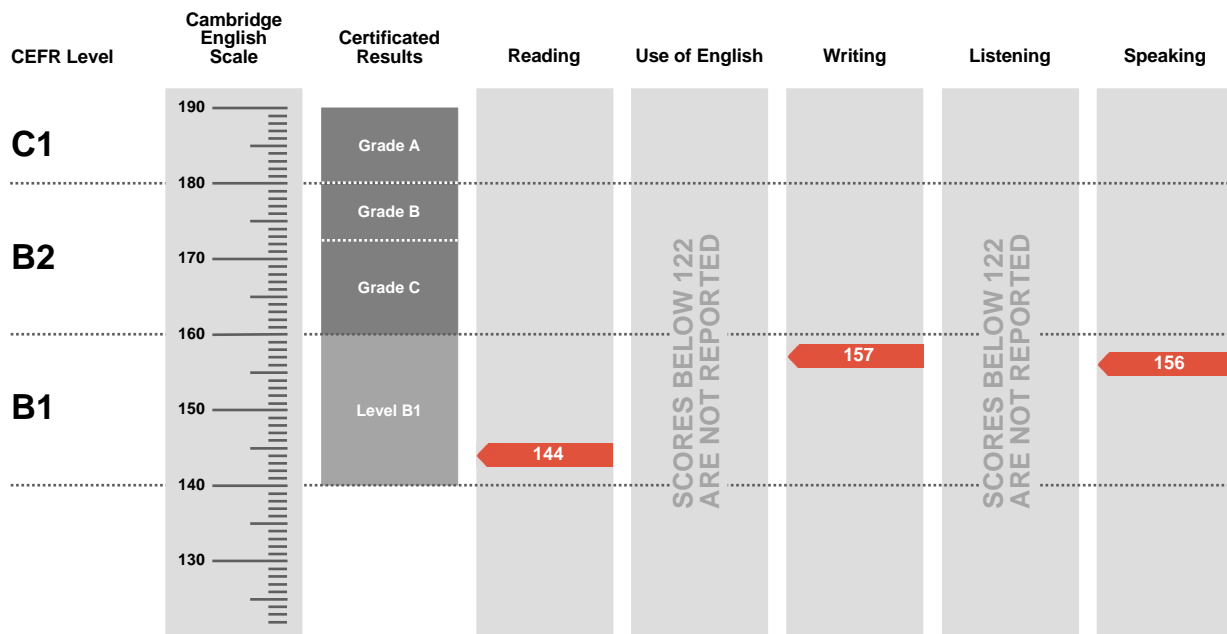 CEFR Level
Cambridge
English
Scale
Certificated
Results
Reading
Use of English
Writing
Listening
Speaking
190
C1
Grade A
180
Grade B
B2
170
Grade C
SCORES BELOW 122
ARE NOT REPORTED
SCORES BELOW 122
ARE NOT REPORTED
160
157
156
B1
150
Level B1
144
140
130